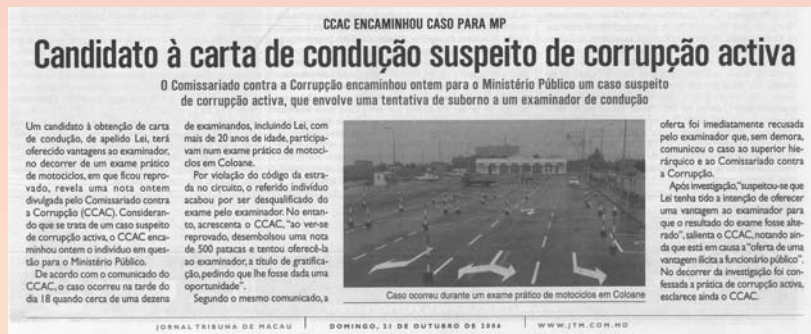 CCAC ENCAMINHOU CASO PARA MP
Candidato à carta de condução suspeito de corrupção activa
O Comissariado contra a Corrupção encaminhou ontem para o Ministério Público um caso suspeito
de corrupção activa, que envolve uma tentativa de suborno a um examinador de condução
Um candidato à obtenção de carta
de condução, de apelido Lei, terá
oferecido vantagens ao examinador,
no decorrer de um exame prático
de motociclos, em que ficou repro-
vado, revela uma nota ontem
divulgada pelo Comissariado contra
a Corrupção (CCAC). Consideran-
do que se trata de um caso suspeito
de corrupção activa, o CCAC enca-
minhou ontem o indivíduo em ques-
tão para o Ministério Público.
De acordo com o comunicado do
CCAC, o caso ocorreu na tarde do
dia 18 quando cerca de uma dezena
de examinandos, incluindo Lei, com
mais de 20 anos de idade, participa-
vam num exame prático de motoci-
clos em Coloane.
Por violação do código da estra-
da no circuito, o referido indivíduo
acabou por ser desqualificado do
exame pelo examinador. No entan-
to, acrescenta o CCAC, "ao ver-se
reprovado, desembolsou uma nota
de 500 patacas e tentou oferecê-la
ao examinador, a título de gratifica-
ção, pedindo que lhe fosse dada uma
oportunidade".
Segundo o mesmo comunicado, a
Caso ocorreu durante um exame prático de motociclos em Coloane
oferta foi imediatamente recusada
pelo examinador que, sem demora,
comunicou o caso ao superior hie-
rárquico e ao Comissariado contra
a Corrupção.
Após investigação, "suspeitou-se que
Lei tenha tido a intenção de oferecer
uma vantagem ao examinador para
que o resultado do exame fosse alte-
rado", salienta o CCAC, notando ain-
da que está em causa a "oferta de uma
vantagem ilícita a funcionário público".
No decorrer da investigação foi con-
fessada a prática de corrupção activa,
esclarece ainda o CCAC.
JORNAL TRIBUNA DE MACAU | DOMINGO, 21 DE OUTUBRO DE 2006 | WWW.JTM.COM.MO